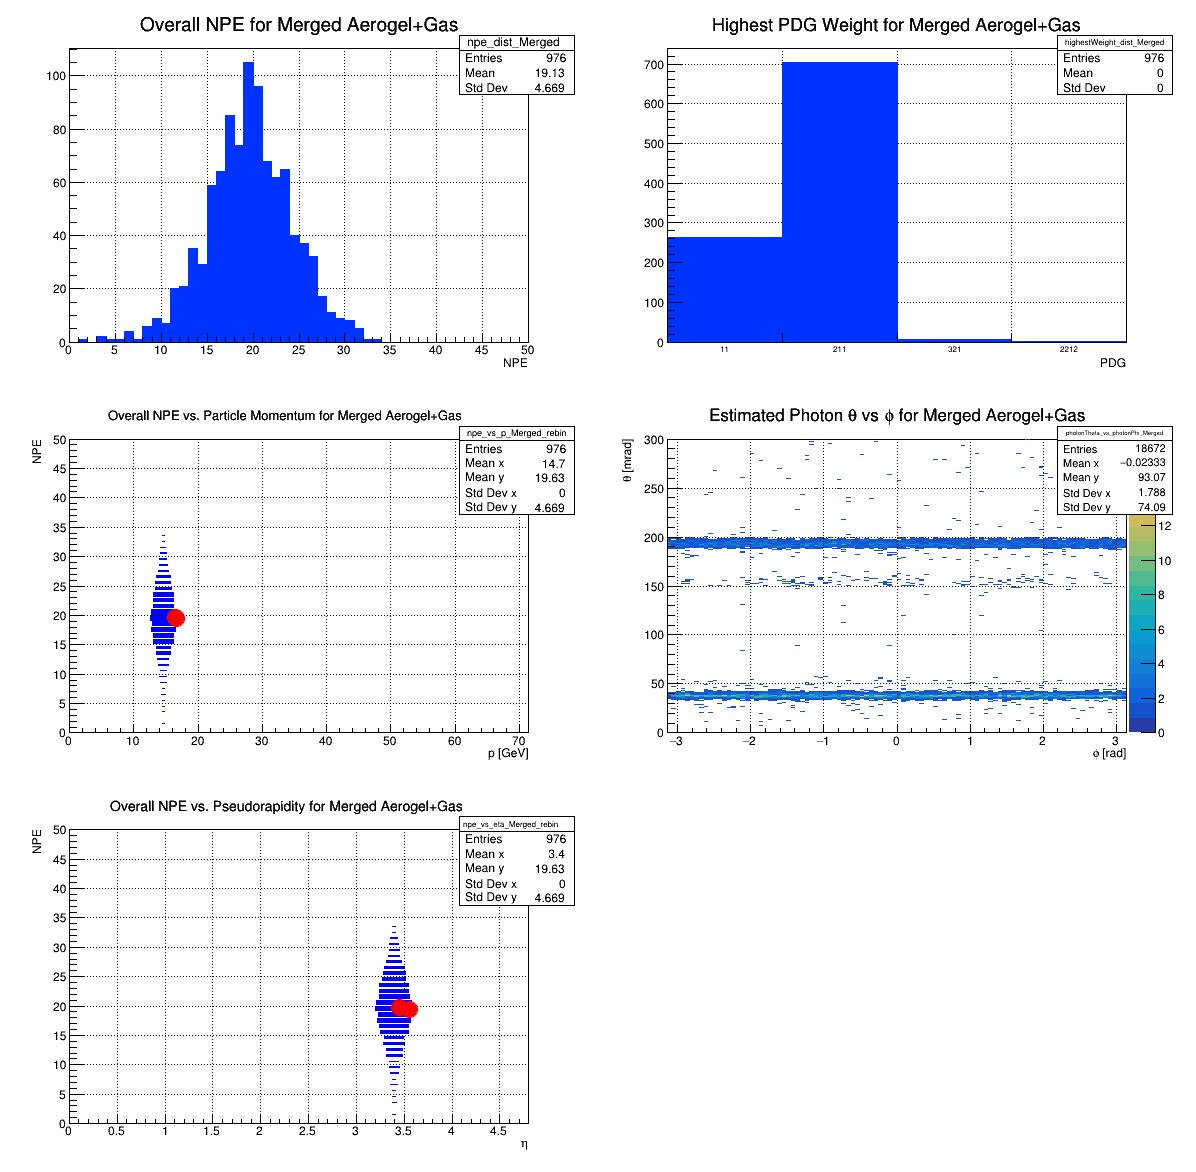 Overall NPE for Merged Aerogel+Gas
npe_dist_Merged
Entries 976
Mean 19.13
Std Dev 4.669
100
80
60
40
20
0
0 5 10 15 20 25 30 35 40 45 50
NPE
Highest PDG Weight for Merged Aerogel+Gas
highestWeight_dist_Merged
Entries 976
Mean 0
Std Dev 0
700
600
500
400
300
200
100
0
11 211 321 2212
PDG
Overall NPE vs. Particle Momentum for Merged Aerogel+Gas
npe_vs_p_Merged_rebin
Entries 976
Mean x 14.7
Mean y 19.63
Std Dev x 0
Std Dev y 4.669
NPE
50
45
40
35
30
25
20
15
10
5
0
0 10 20 30 40 50 60 70
p [GeV]
Estimated Photon θ vs ϕ for Merged Aerogel+Gas
photonTheta_vs_photonPhi_Merged
Entries 18672
Mean x −0.02333
Mean y 93.07
Std Dev x 1.788
Std Dev y 74.09
θ [mrad]
300
250
200
150
100
50
0
−3 −2 −1 0 1 2 3
ϕ [rad]
12
10
8
6
4
2
0
Overall NPE vs. Pseudorapidity for Merged Aerogel+Gas
npe_vs_eta_Merged_rebin
Entries 976
Mean x 3.4
Mean y 19.63
Std Dev x 0
Std Dev y 4.669
NPE
50
45
40
35
30
25
20
15
10
5
0
0 0.5 1 1.5 2 2.5 3 3.5 4 4.5
η